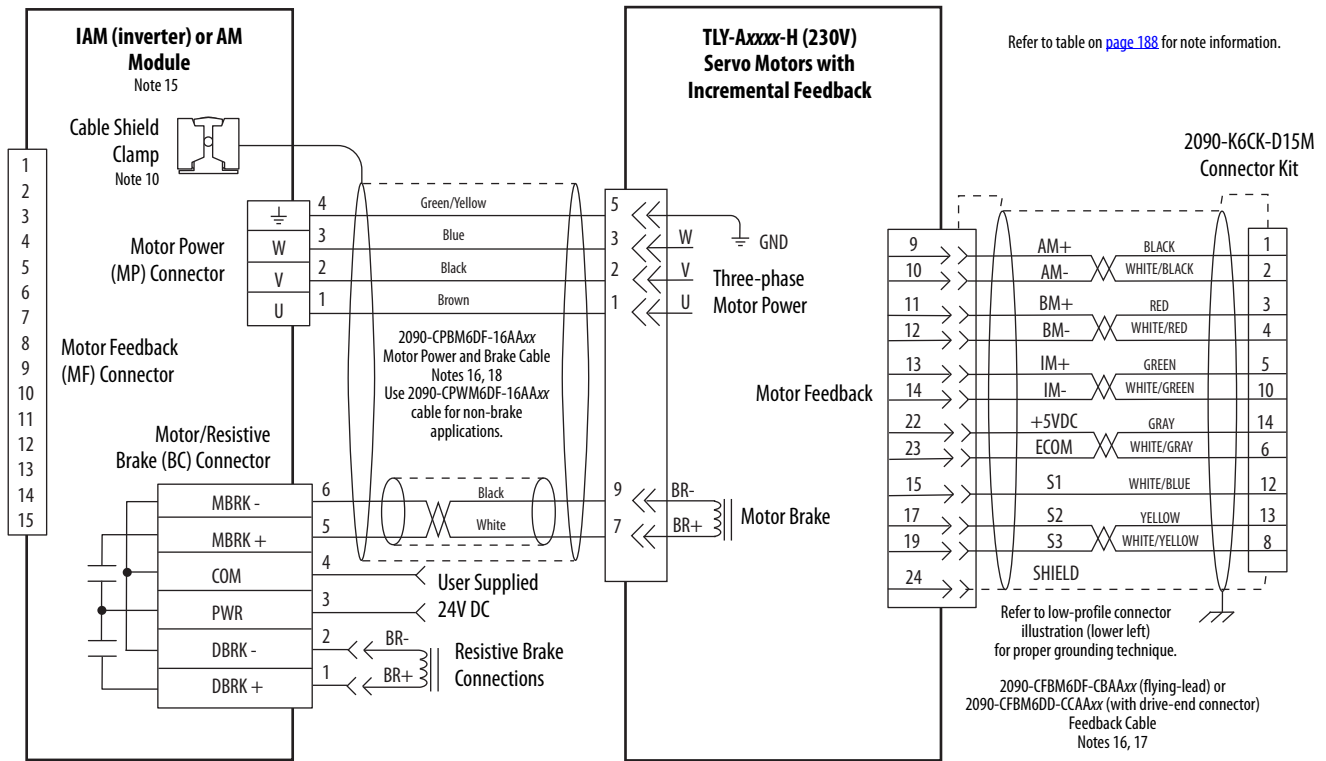 IAM (inverter) or AM
Module
Note 15
Cable Shield
Clamp
Note 10
1
2
3
4
5
6
7
8
9
10
11
12
13
14
15
Motor Feedback
(MF) Connector
Motor Power
(MP) Connector
W
V
U
4
3
2
1
Green/Yellow
Blue
Black
Brown
2090-CPBM6DF-16AAxx
Motor Power and Brake Cable
Notes 16, 18
Use 2090-CPWM6DF-16AAxx
cable for non-brake
applications.
Motor/Resistive
Brake (BC) Connector
MBRK -
MBRK +
COM
PWR
DBRK -
DBRK +
6
5
4
3
2
1
Black
White
User Supplied
24V DC
BR-
BR+
Resistive Brake
Connections
TLY-Axxxx-H (230V)
Servo Motors with
Incremental Feedback
5
3
2
1
GND
W
V
U
Three-phase
Motor Power
9
7
BR-
BR+
Motor Brake
Motor Feedback
9
10
11
12
13
14
22
23
15
17
19
24
AM+
AM-
BM+
BM-
IM+
IM-
+5VDC
ECOM
S1
S2
S3
SHIELD
BLACK
WHITE/BLACK
RED
WHITE/RED
GREEN
WHITE/GREEN
GRAY
WHITE/GRAY
WHITE/BLUE
YELLOW
WHITE/YELLOW
1
2
3
4
5
10
14
6
12
13
8
Refer to table on page 188 for note information.
2090-K6CK-D15M
Connector Kit
Refer to low-profile connector
illustration (lower left)
for proper grounding technique.
2090-CFBM6DF-CBAAxx (flying-lead) or
2090-CFBM6DD-CCAAxx (with drive-end connector)
Feedback Cable
Notes 16, 17